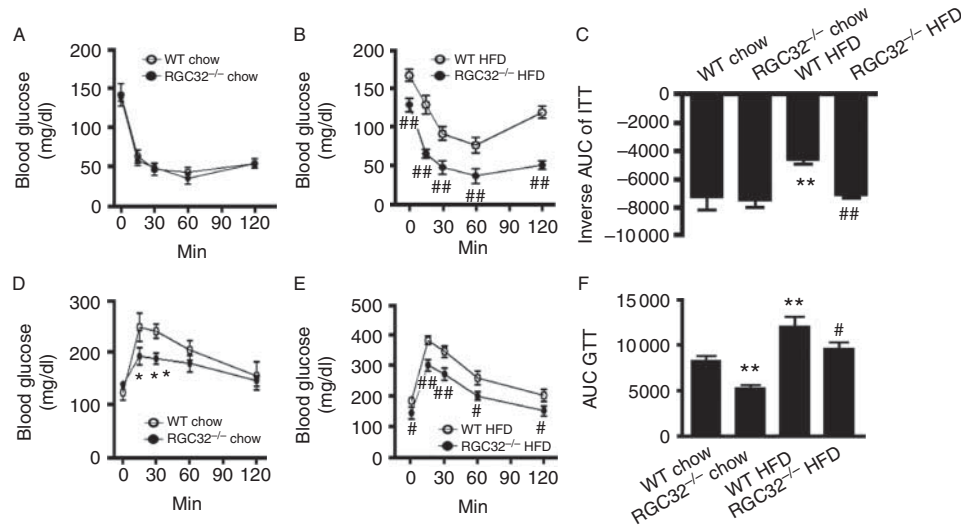 A
WT chow
RGC32–/– chow
Blood glucose
(mg/dl)
200
150
100
50
0
0 30 60 90 120
Min
B
WT HFD
RGC32–/– HFD
Blood glucose
(mg/dl)
200
150
100
50
0
##
##
##
##
##
0 30 60 90 120
Min
C
WT chow
RGC32–/– chow
WT HFD
RGC32–/– HFD
Inverse AUC of ITT
0
–2000
–4000
–6000
–8000
–10 000
**
##
D
Blood glucose
(mg/dl)
300
200
100
0
* * *
WT chow
RGC32–/– chow
0 30 60 90 120
Min
E
Blood glucose
(mg/dl)
500
400
300
200
100
0
#
##
##
#
#
WT HFD
RGC32–/– HFD
0 30 60 90 120
Min
F
AUC GTT
15 000
10 000
5000
0
**
**
#
WT chow
RGC32–/– chow
WT HFD
RGC32–/– HFD